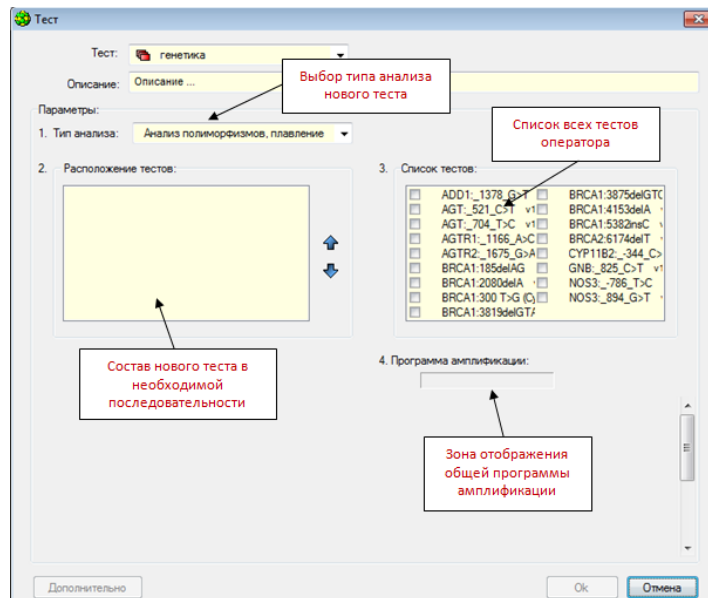 Тест
Тест: генетика
Описание: Описание ...
Выбор типа анализа
нового теста
Параметры:
1. Тип анализа: Анализ полиморфизмов, плавление
Список всех тестов
оператора
2. Расположение тестов:
3. Список тестов:
ADD1:_1378_G>T
AGT:_521_C>T v1
AGT:_704_T>C v1
AGTR1:_1166_A>C
AGTR2:_1675_G>A
BRCA1:185delAG
BRCA1:2080delA
BRCA1:300 T>G (Cy
BRCA1:3819delGTA
BRCA1:3875delGTC
BRCA1:4153delA
BRCA1:5382insC v
BRCA2:6174delT
CYP11B2:_-344_C>
GNB:_825_C>T v1
NOS3:_-786_T>C
NOS3:_894_G>T
Состав нового теста в
необходимой
последовательности
4. Программа амплификации:
Зона отображения
общей программы
амплификации
Дополнительно
Ok
Отмена